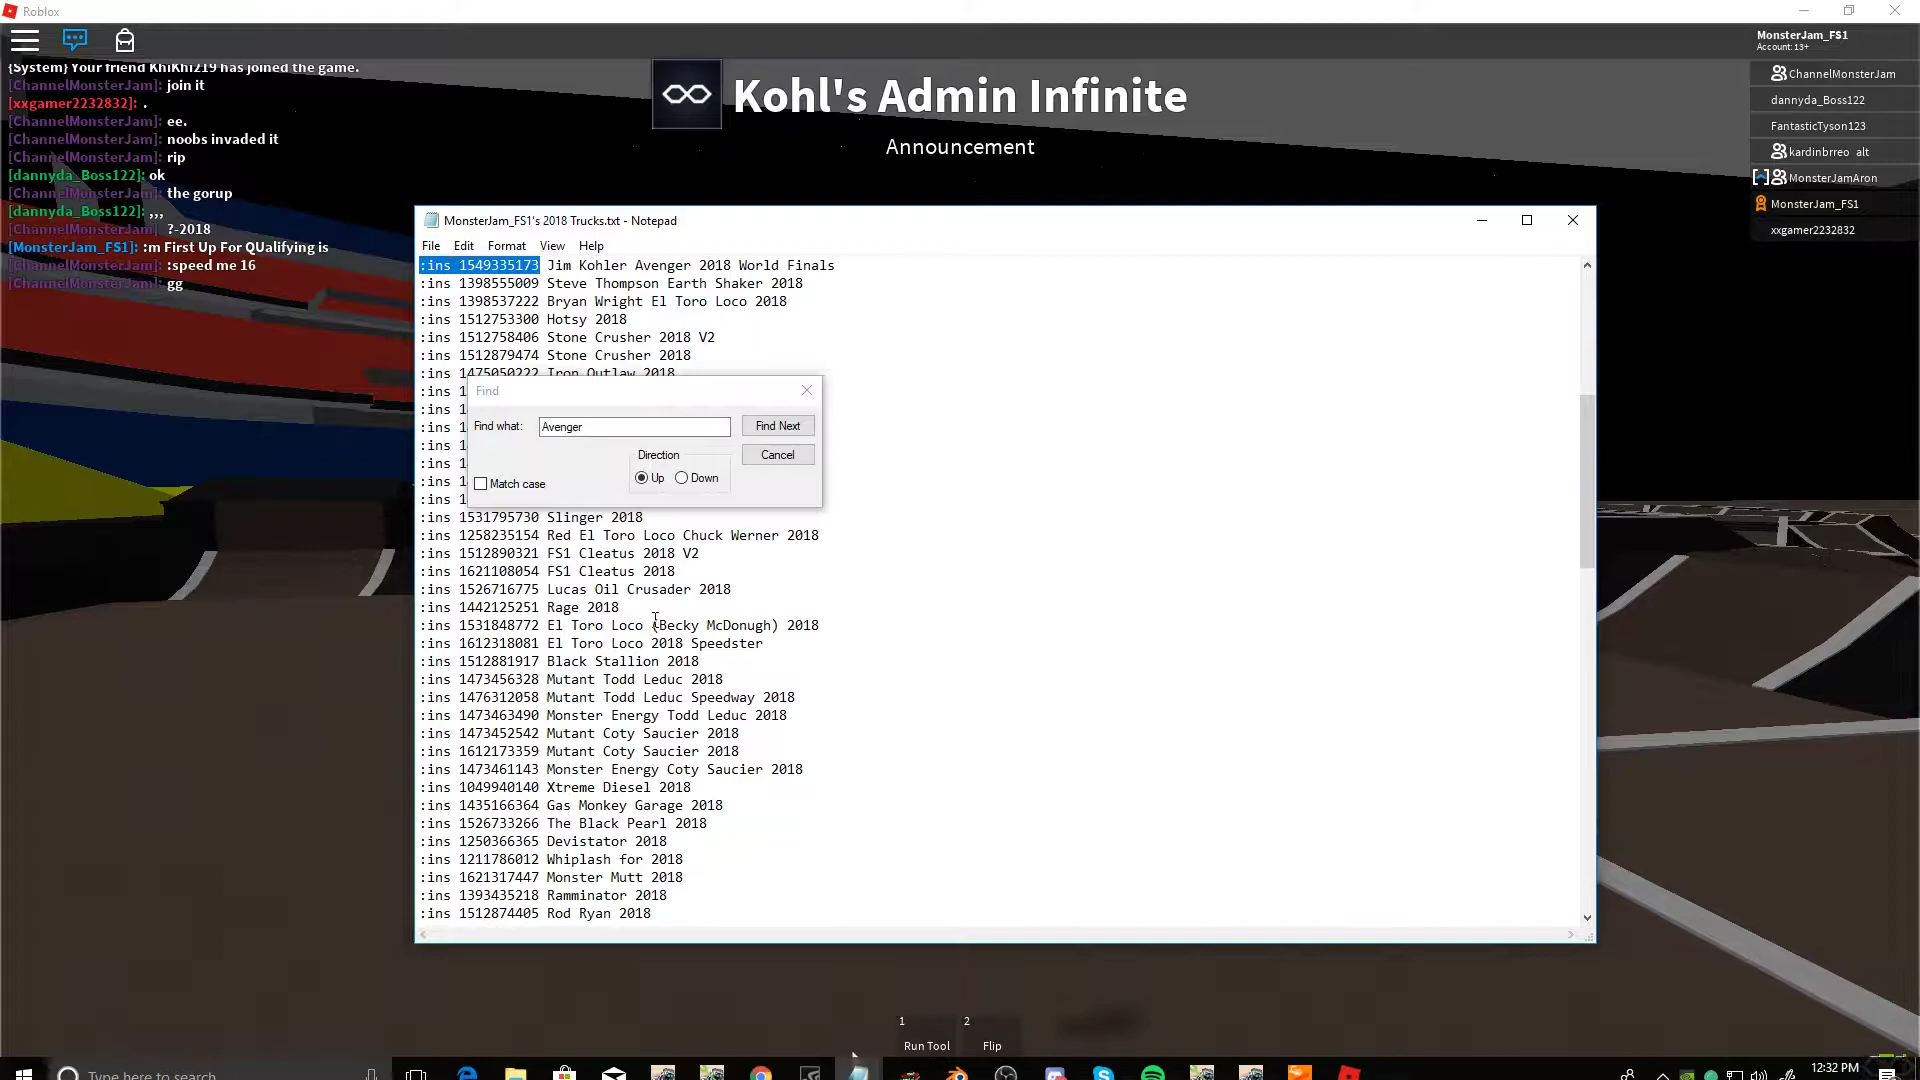 Roblox
MonsterJam_FS1
Account: 13+
{System} Your friend KhiKhi219 has joined the game.
[ChannelMonsterJam]: join it
[xxgamer2232832]: .
[ChannelMonsterJam]: ee.
[ChannelMonsterJam]: noobs invaded it
[ChannelMonsterJam]: rip
[dannyda_Boss122]: ok
[ChannelMonsterJam]: the gorup
[dannyda_Boss122]: ,,,
[ChannelMonsterJam] ?-2018
[MonsterJam_FS1]: :m First Up For QUalifying is
[ChannelMonsterJam]: :speed me 16
[ChannelMonsterJam]: gg
Kohl's Admin Infinite
Announcement
ChannelMonsterJam
dannyda_Boss122
FantasticTyson123
kardinbrreo alt
MonsterJamAron
MonsterJam_FS1
xxgamer2232832
MonsterJam_FS1's 2018 Trucks.txt - Notepad
File Edit Format View Help
:ins 1549335173 Jim Kohler Avenger 2018 World Finals
:ins 1398555009 Steve Thompson Earth Shaker 2018
:ins 1398537222 Bryan Wright El Toro Loco 2018
:ins 1512753300 Hotsy 2018
:ins 1512758406 Stone Crusher 2018 V2
:ins 1512879474 Stone Crusher 2018
:ins 1475050222 Iron Outlaw 2018
:ins 1
:ins 1
:ins 1
:ins 1
:ins 1
:ins 1
:ins 1
Find
Find what: Avenger Find Next
Direction Cancel
Up Down
Match case
:ins 1531795730 Slinger 2018
:ins 1258235154 Red El Toro Loco Chuck Werner 2018
:ins 1512890321 FS1 Cleatus 2018 V2
:ins 1621108054 FS1 Cleatus 2018
:ins 1526716775 Lucas Oil Crusader 2018
:ins 1442125251 Rage 2018
:ins 1531848772 El Toro Loco (Becky McDonugh) 2018
:ins 1612318081 El Toro Loco 2018 Speedster
:ins 1512881917 Black Stallion 2018
:ins 1473456328 Mutant Todd Leduc 2018
:ins 1476312058 Mutant Todd Leduc Speedway 2018
:ins 1473463490 Monster Energy Todd Leduc 2018
:ins 1473452542 Mutant Coty Saucier 2018
:ins 1612173359 Mutant Coty Saucier 2018
:ins 1473461143 Monster Energy Coty Saucier 2018
:ins 1049940140 Xtreme Diesel 2018
:ins 1435166364 Gas Monkey Garage 2018
:ins 1526733266 The Black Pearl 2018
:ins 1250366365 Devistator 2018
:ins 1211786012 Whiplash for 2018
:ins 1621317447 Monster Mutt 2018
:ins 1393435218 Ramminator 2018
:ins 1512874405 Rod Ryan 2018
1 2
Run Tool Flip
Type here to search
12:32 PM